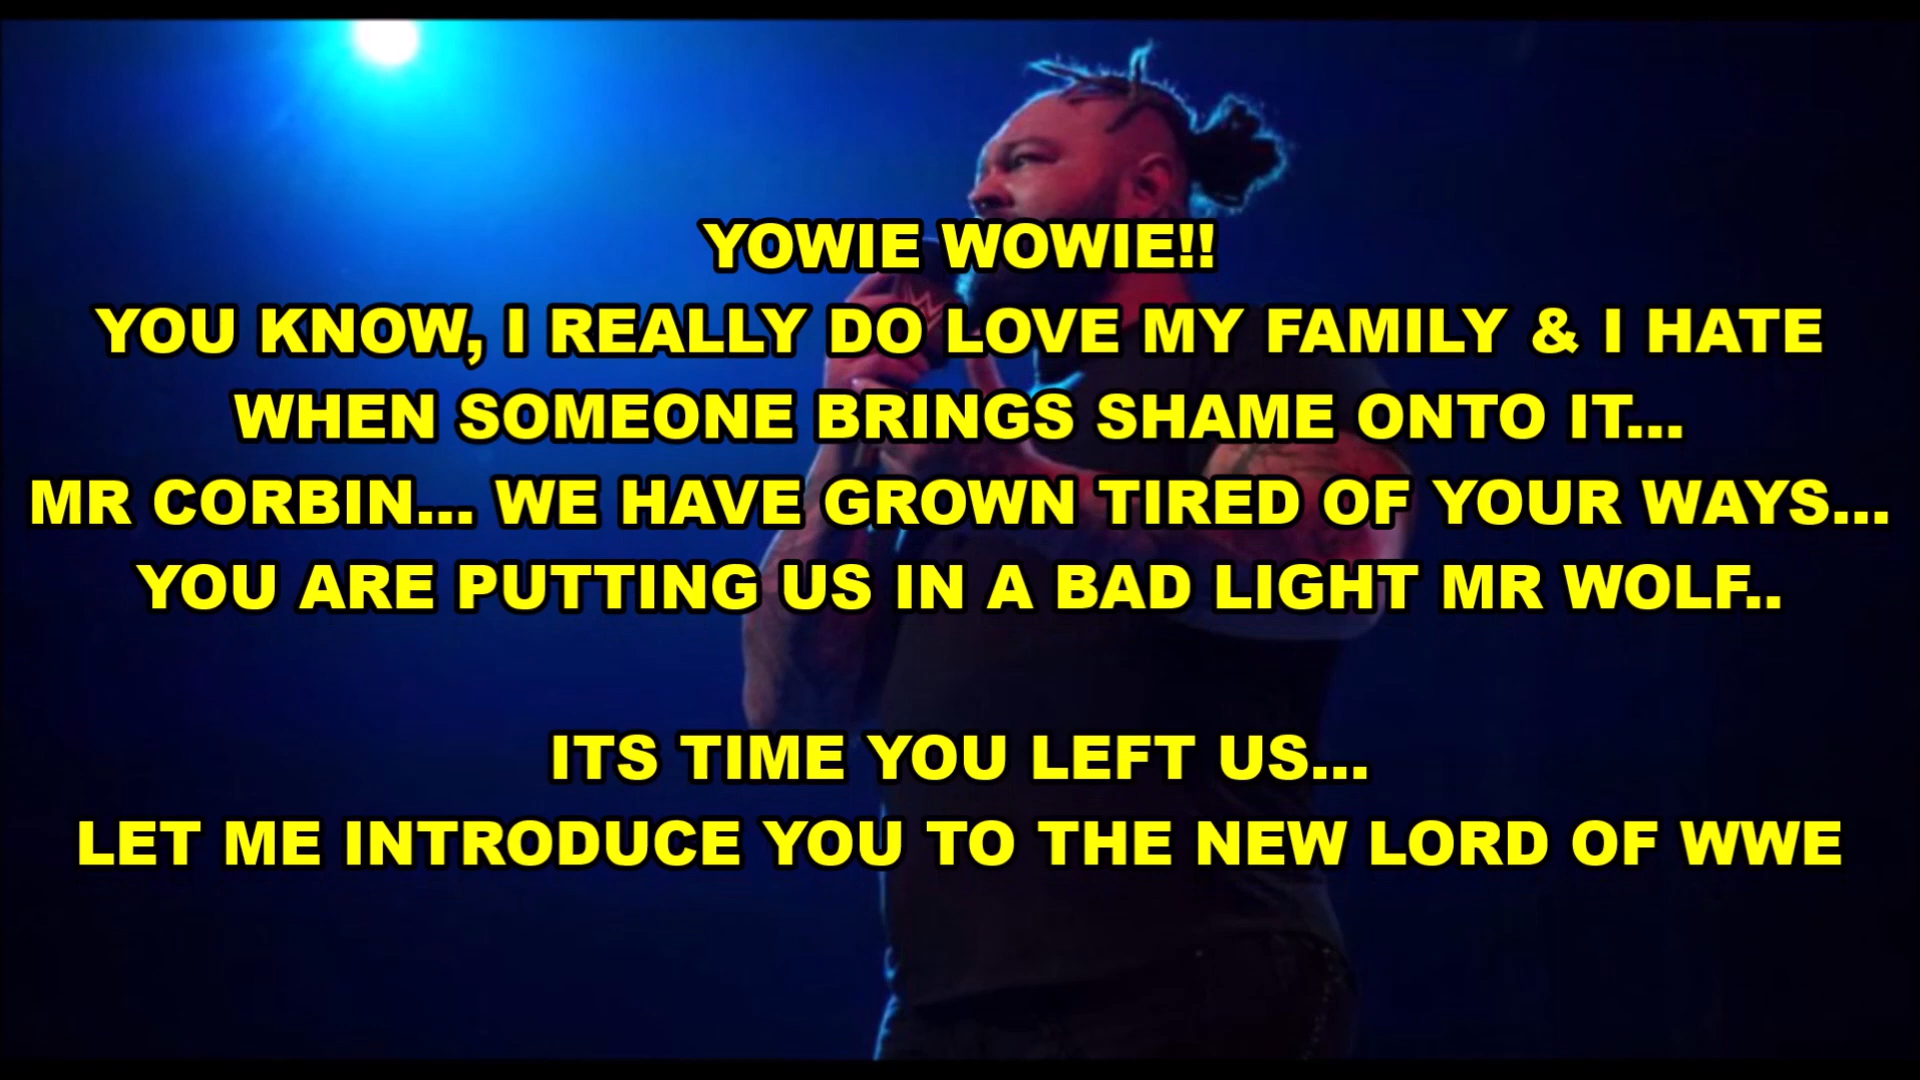 YOWIE WOWIE!!
YOU KNOW, I REALLY DO LOVE MY FAMILY & I HATE
WHEN SOMEONE BRINGS SHAME ONTO IT...
MR CORBIN... WE HAVE GROWN TIRED OF YOUR WAYS...
YOU ARE PUTTING US IN A BAD LIGHT MR WOLF..
ITS TIME YOU LEFT US...
LET ME INTRODUCE YOU TO THE NEW LORD OF WWE